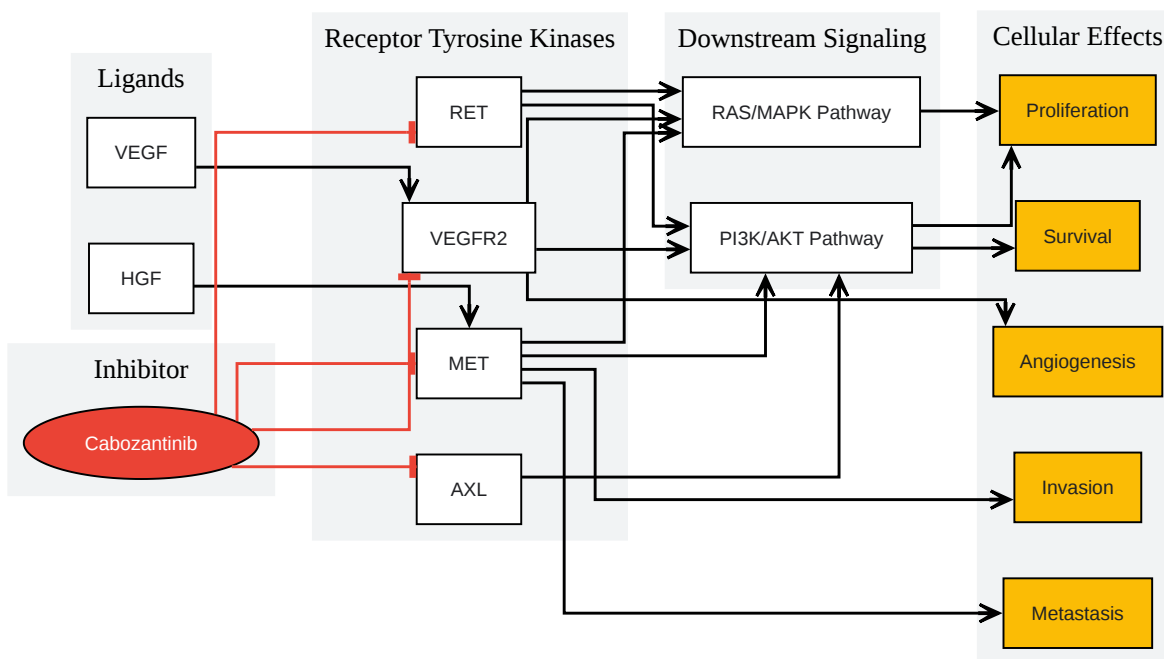 Ligands
VEGF
HGF
Inhibitor
Cabozantinib
Receptor Tyrosine Kinases
RET
VEGFR2
MET
AXL
Downstream Signaling
RAS/MAPK Pathway
PI3K/AKT Pathway
Cellular Effects
Proliferation
Survival
Angiogenesis
Invasion
Metastasis